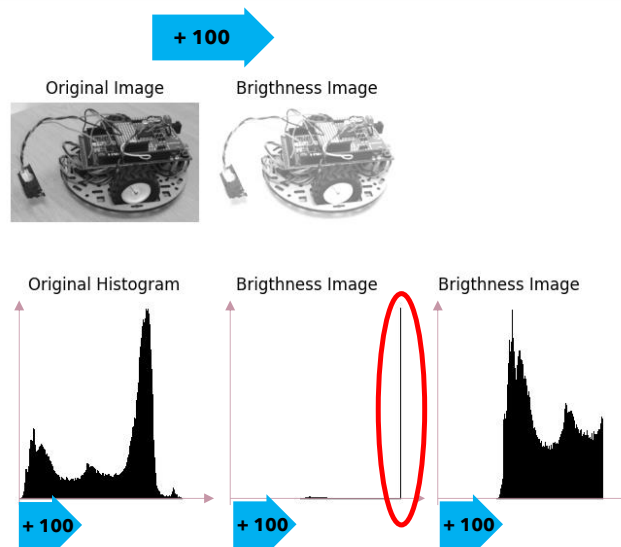 + 100
Original Image
Brigthness Image
Original Histogram
Brigthness Image
Brigthness Image
+ 100
+ 100
+ 100